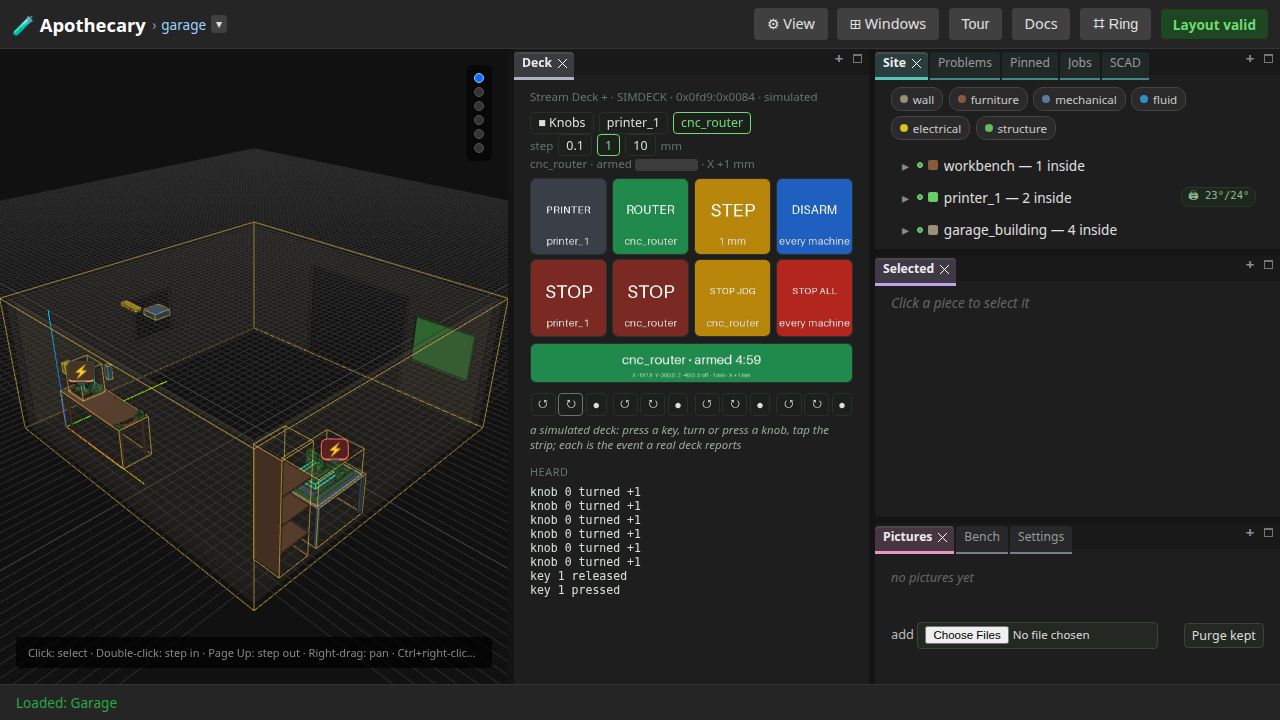 Apothecary › garage ▾
⚙ View
⊞ Windows
Tour
Docs
⌗ Ring
Layout valid
Click: select · Double-click: step in · Page Up: step out · Right-drag: pan · Ctrl+right-clic…
Deck
Stream Deck + · SIMDECK · 0x0fd9:0x0084 · simulated
■ Knobs printer_1 cnc_router
step 0.1 1 10 mm
cnc_router · armed · X +1 mm
PRINTER
printer_1
ROUTER
cnc_router
STEP
1 mm
DISARM
every machine
STOP
printer_1
STOP
cnc_router
STOP JOG
cnc_router
STOP ALL
every machine
cnc_router · armed 4:59
a simulated deck: press a key, turn or press a knob, tap the
strip; each is the event a real deck reports
HEARD
knob 0 turned +1
knob 0 turned +1
knob 0 turned +1
knob 0 turned +1
knob 0 turned +1
knob 0 turned +1
key 1 released
key 1 pressed
Site Problems Pinned Jobs SCAD
wall furniture mechanical fluid
electrical structure
workbench — 1 inside
printer_1 — 2 inside 23°/24°
garage_building — 4 inside
Selected
Click a piece to select it
Pictures Bench Settings
no pictures yet
add Choose Files No file chosen Purge kept
Loaded: Garage